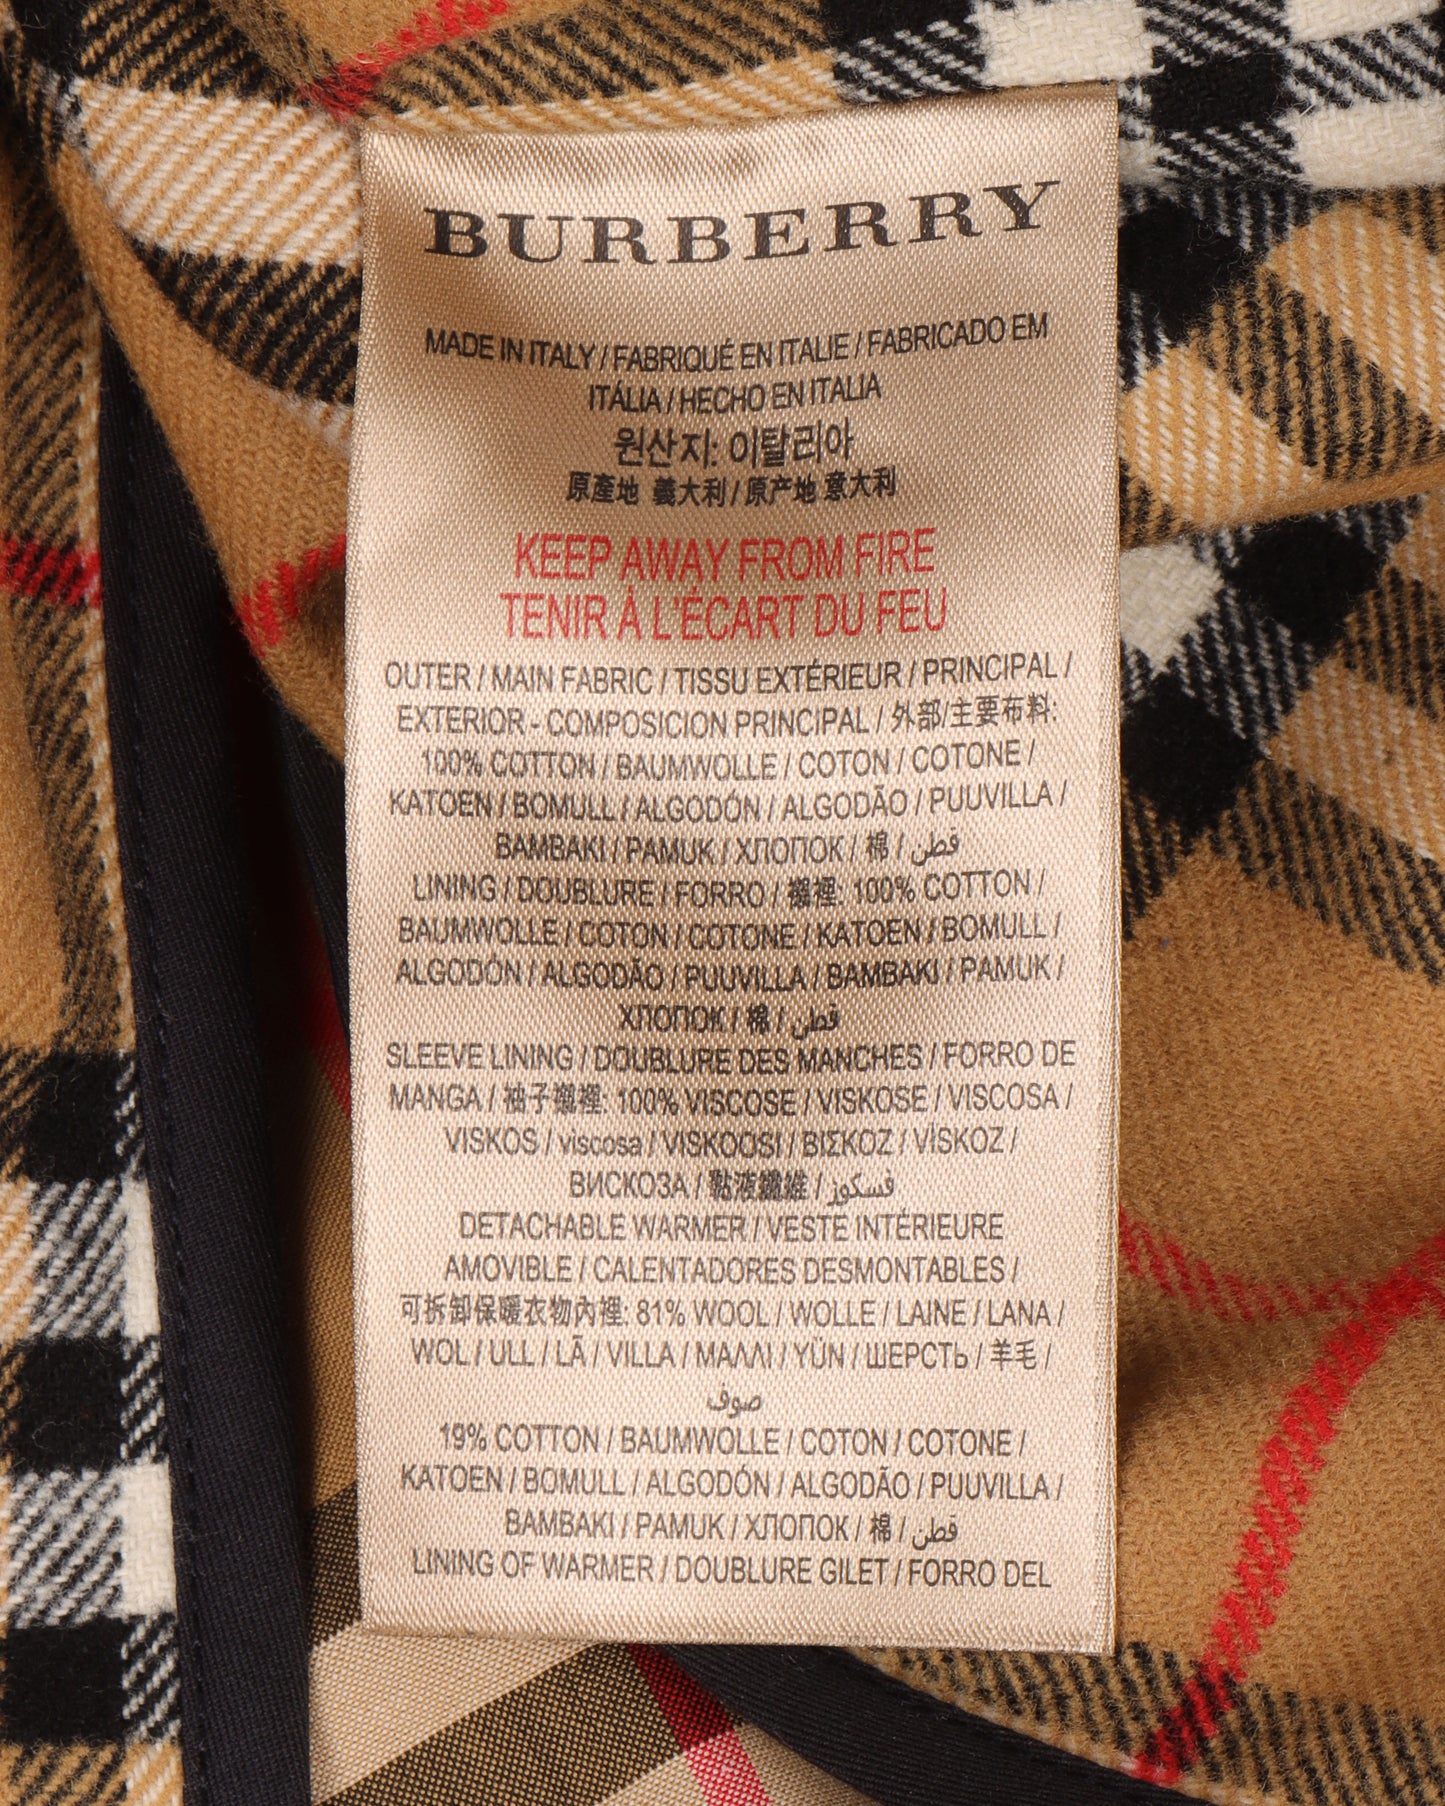 BURBERRY
MADE IN ITALY / FABRIQUÉ EN ITALIE / FABRICADO EM
ITÁLIA / HECHO EN ITALIA
원산지: 이탈리아
原產地 義大利 / 原产地 意大利
KEEP AWAY FROM FIRE
TENIR À L'ÉCART DU FEU
OUTER / MAIN FABRIC / TISSU EXTÉRIEUR / PRINCIPAL /
EXTERIOR - COMPOSICION PRINCIPAL / 外部/主要布料:
100% COTTON / BAUMWOLLE / COTON / COTONE /
KATOEN / BOMULL / ALGODÓN / ALGODÃO / PUUVILLA /
BAMBAKI / PAMUK / ХЛОПОК / 棉 / قطن
LINING / DOUBLURE / FORRO / 襯裡: 100% COTTON /
BAUMWOLLE / COTON / COTONE / KATOEN / BOMULL /
ALGODÓN / ALGODÃO / PUUVILLA / BAMBAKI / PAMUK /
ХЛОПОК / 棉 / قطن
SLEEVE LINING / DOUBLURE DES MANCHES / FORRO DE
MANGA / 袖子襯裡: 100% VISCOSE / VISKOSE / VISCOSA /
VISKOS / viscosa / VISKOOSI / ΒΙΣΚΟΖ / VİSKOZ /
ВИСКОЗА / 黏液纖維 / فسكوز
DETACHABLE WARMER / VESTE INTÉRIEURE
AMOVIBLE / CALENTADORES DESMONTABLES /
可拆卸保暖衣物內裡: 81% WOOL / WOLLE / LAINE / LANA /
WOL / ULL / LÃ / VILLA / ΜΑΛΛΙ / YÜN / ШЕРСТЬ / 羊毛 /
صوف
19% COTTON / BAUMWOLLE / COTON / COTONE /
KATOEN / BOMULL / ALGODÓN / ALGODÃO / PUUVILLA /
BAMBAKI / PAMUK / ХЛОПОК / 棉 / قطن
LINING OF WARMER / DOUBLURE GILET / FORRO DEL